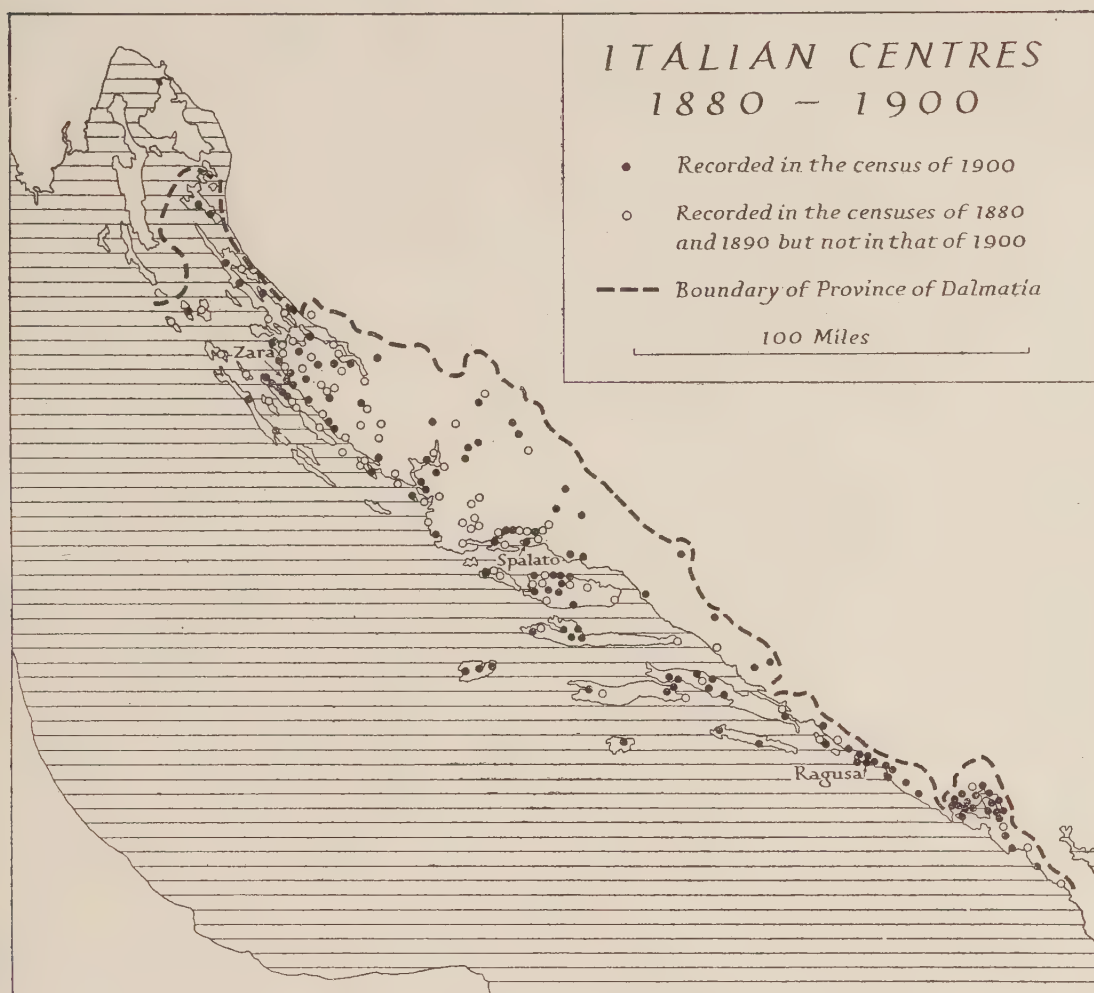 ITALIAN CENTRES
1880 – 1900
Recorded in the census of 1900
Recorded in the censuses of 1880
and 1890 but not in that of 1900
Boundary of Province of Dalmatia
100 Miles
Zara
Spalato
Ragusa